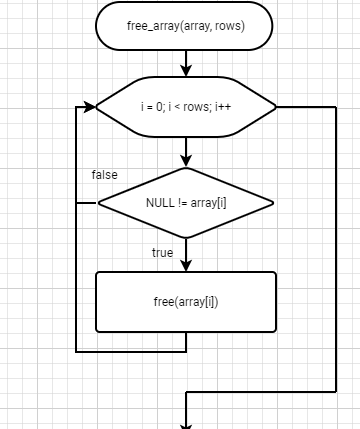 free_array(array, rows)
i = 0; i < rows; i++
false
NULL != array[i]
true
free(array[i])